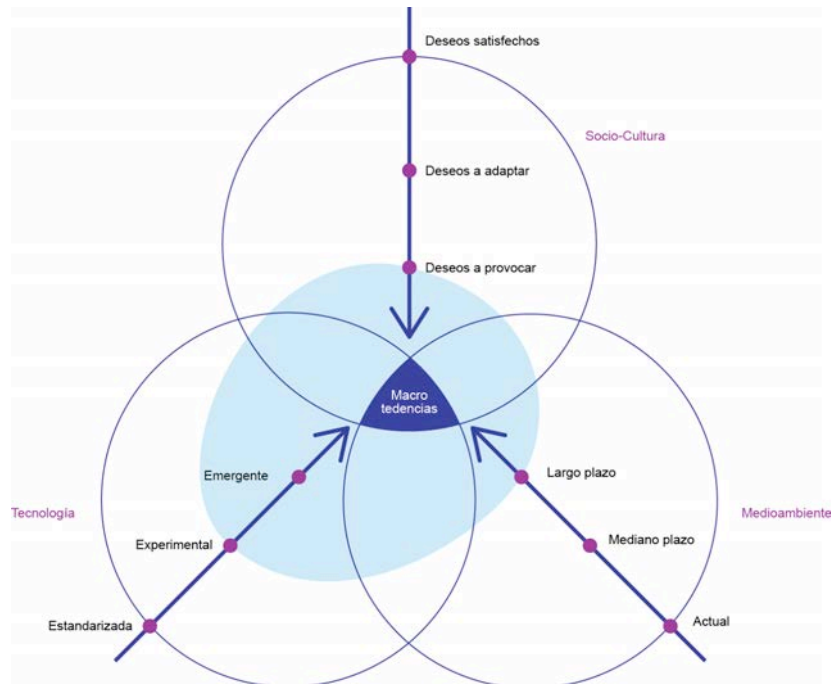 Deseos satisfechos
Socio-Cultura
Deseos a adaptar
Deseos a provocar
Macro
tedencias
Emergente
Largo plazo
Tecnología
Medioambiente
Experimental
Mediano plazo
Estandarizada
Actual